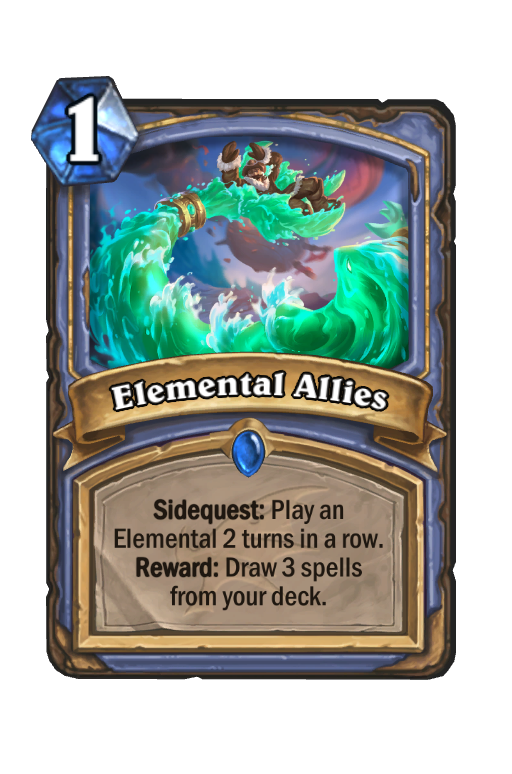 1
Elemental Allies
Sidequest: Play an
Elemental 2 turns in a row.
Reward: Draw 3 spells
from your deck.